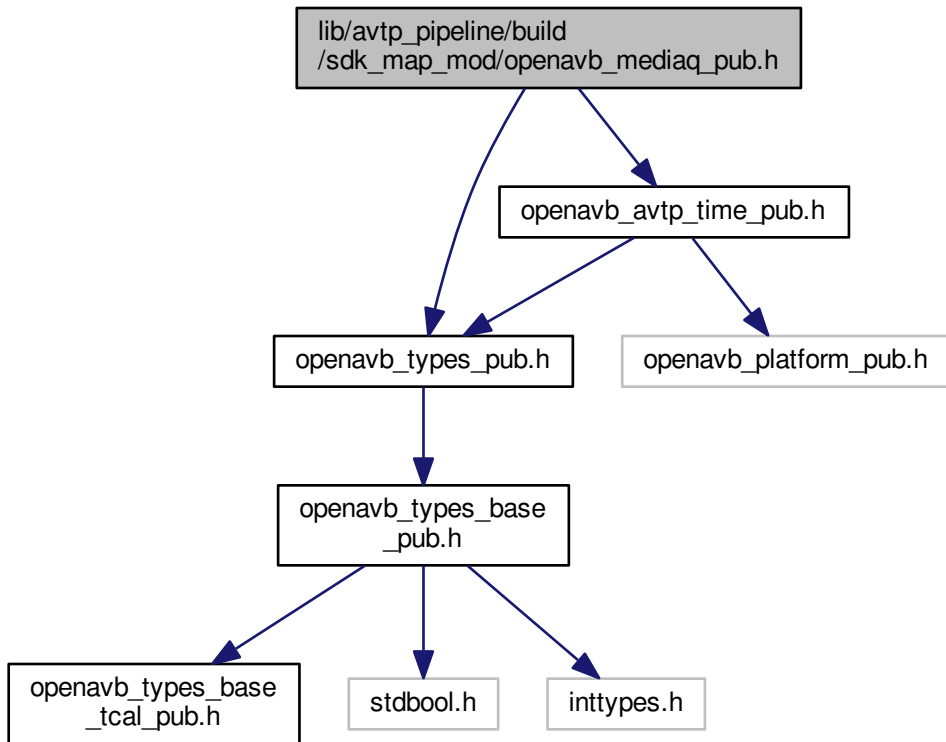 lib/avtp_pipeline/build
/sdk_map_mod/openavb_mediaq_pub.h
openavb_avtp_time_pub.h
openavb_types_pub.h
openavb_platform_pub.h
openavb_types_base
_pub.h
openavb_types_base
_tcal_pub.h
stdbool.h
inttypes.h